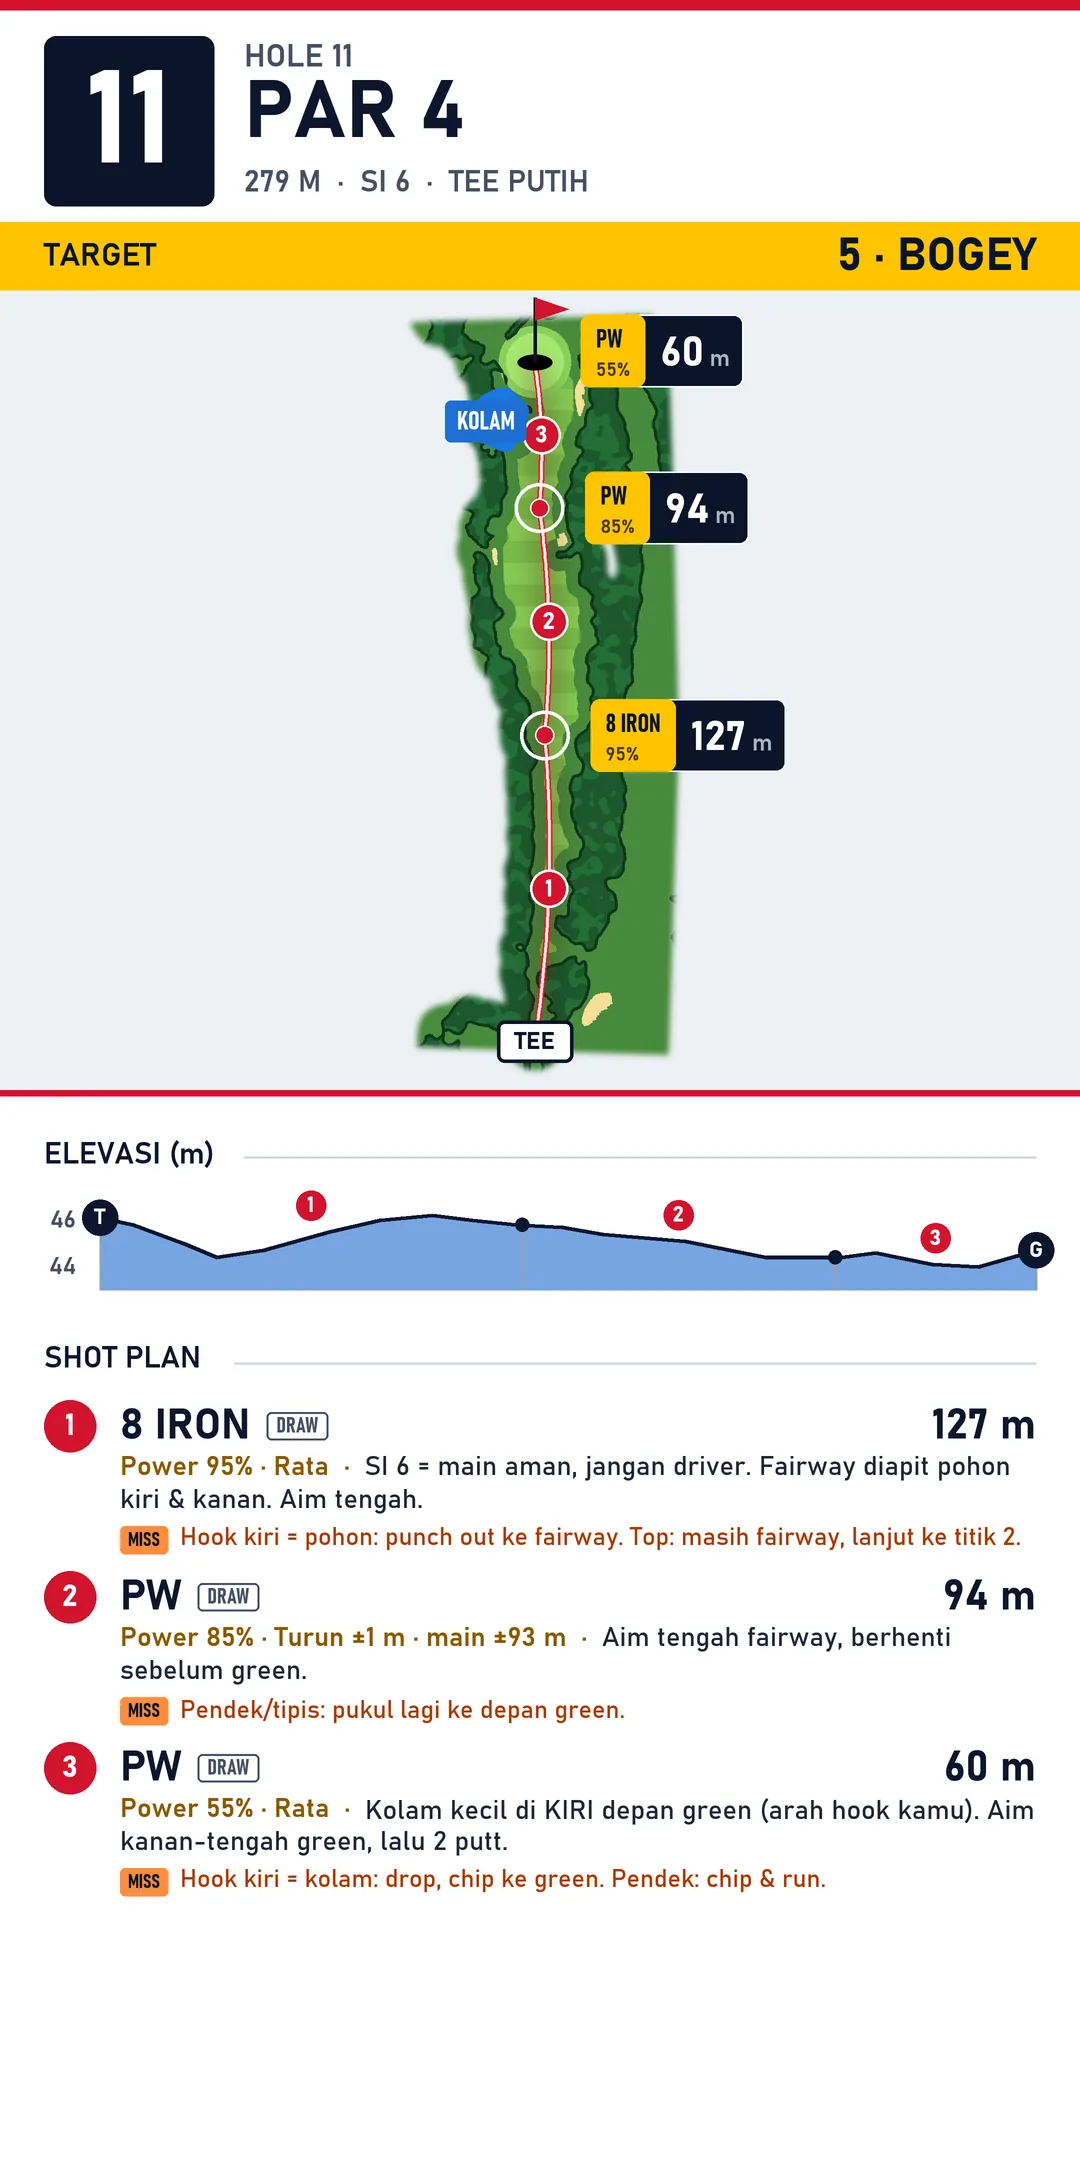 11
HOLE 11
PAR 4
279 M · SI 6 · TEE PUTIH
TARGET
5 · BOGEY
PW
55%
60 m
KOLAM
3
PW
85%
94 m
2
8 IRON
95%
127 m
1
TEE
ELEVASI (m)
46
44
T
1
2
3
G
SHOT PLAN
1
8 IRON DRAW
127 m
Power 95% · Rata · SI 6 = main aman, jangan driver. Fairway diapit pohon
kiri & kanan. Aim tengah.
MISS Hook kiri = pohon: punch out ke fairway. Top: masih fairway, lanjut ke titik 2.
2
PW DRAW
94 m
Power 85% · Turun ±1 m · main ±93 m · Aim tengah fairway, berhenti
sebelum green.
MISS Pendek/tipis: pukul lagi ke depan green.
3
PW DRAW
60 m
Power 55% · Rata · Kolam kecil di KIRI depan green (arah hook kamu). Aim
kanan-tengah green, lalu 2 putt.
MISS Hook kiri = kolam: drop, chip ke green. Pendek: chip & run.